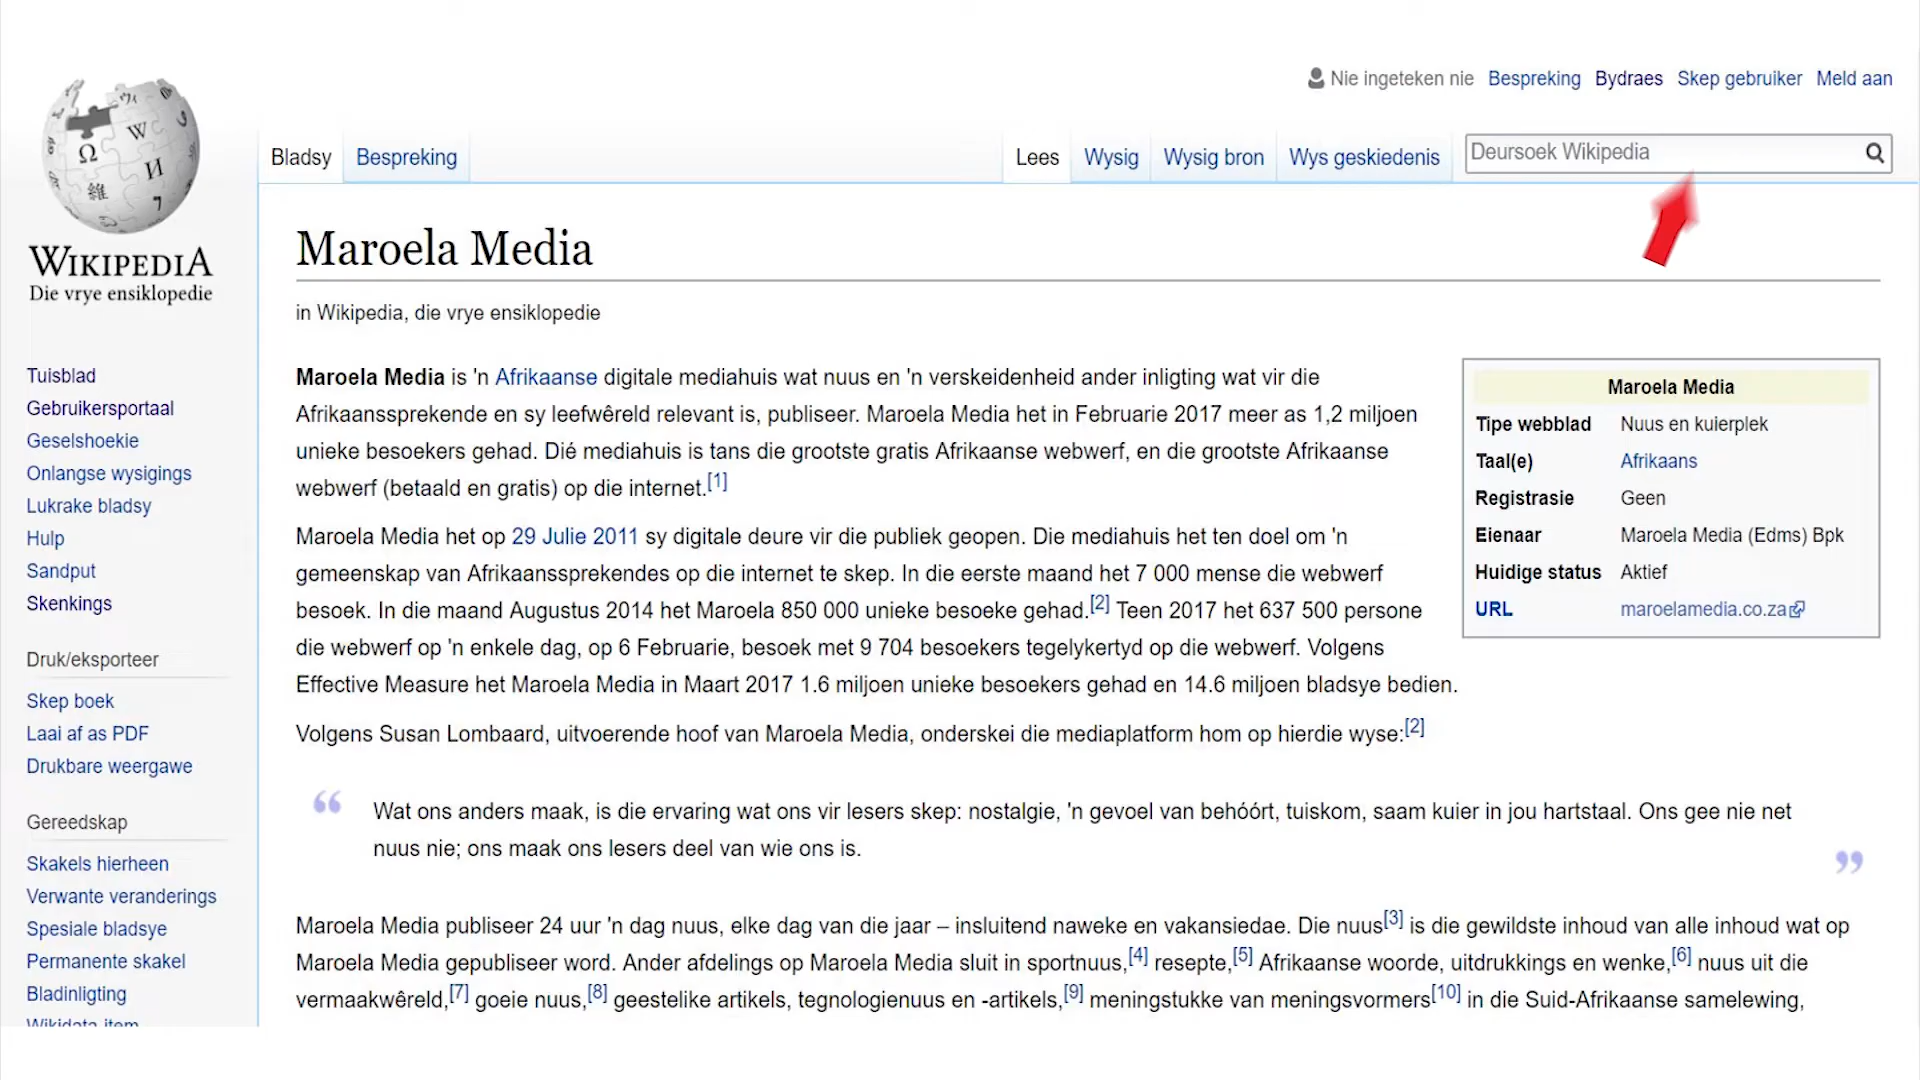 Nie ingeteken nie Bespreking Bydraes Skep gebruiker Meld aan
Bladsy Bespreking Lees Wysig Wysig bron Wys geskiedenis Deursoek Wikipedia
WIKIPEDIA
Die vrye ensiklopedie
Tuisblad
Gebruikersportaal
Geselshoekie
Onlangse wysigings
Lukrake bladsy
Hulp
Sandput
Skenkings
Druk/eksporteer
Skep boek
Laai af as PDF
Drukbare weergawe
Gereedskap
Skakels hierheen
Verwante veranderings
Spesiale bladsye
Permanente skakel
Bladinligting
Wikidata item
Maroela Media
in Wikipedia, die vrye ensiklopedie
Maroela Media is 'n Afrikaanse digitale mediahuis wat nuus en 'n verskeidenheid ander inligting wat vir die
Afrikaanssprekende en sy leefwêreld relevant is, publiseer. Maroela Media het in Februarie 2017 meer as 1,2 miljoen
unieke besoekers gehad. Dié mediahuis is tans die grootste gratis Afrikaanse webwerf, en die grootste Afrikaanse
webwerf (betaald en gratis) op die internet.[1]
Maroela Media het op 29 Julie 2011 sy digitale deure vir die publiek geopen. Die mediahuis het ten doel om 'n
gemeenskap van Afrikaanssprekendes op die internet te skep. In die eerste maand het 7 000 mense die webwerf
besoek. In die maand Augustus 2014 het Maroela 850 000 unieke besoeke gehad.[2] Teen 2017 het 637 500 persone
die webwerf op 'n enkele dag, op 6 Februarie, besoek met 9 704 besoekers tegelykertyd op die webwerf. Volgens
Effective Measure het Maroela Media in Maart 2017 1.6 miljoen unieke besoekers gehad en 14.6 miljoen bladsye bedien.
Volgens Susan Lombaard, uitvoerende hoof van Maroela Media, onderskei die mediaplatform hom op hierdie wyse:[2]
“ Wat ons anders maak, is die ervaring wat ons vir lesers skep: nostalgie, 'n gevoel van behóórt, tuiskom, saam kuier in jou hartstaal. Ons gee nie net
nuus nie; ons maak ons lesers deel van wie ons is. ”
Maroela Media publiseer 24 uur 'n dag nuus, elke dag van die jaar – insluitend naweke en vakansiedae. Die nuus[3] is die gewildste inhoud van alle inhoud wat op
Maroela Media gepubliseer word. Ander afdelings op Maroela Media sluit in sportnuus,[4] resepte,[5] Afrikaanse woorde, uitdrukkings en wenke,[6] nuus uit die
vermaakwêreld,[7] goeie nuus,[8] geestelike artikels, tegnologienuus en -artikels,[9] meningstukke van meningsvormers[10] in die Suid-Afrikaanse samelewing,
Maroela Media
Tipe webblad Nuus en kuierplek
Taal(e) Afrikaans
Registrasie Geen
Eienaar Maroela Media (Edms) Bpk
Huidige status Aktief
URL maroelamedia.co.za